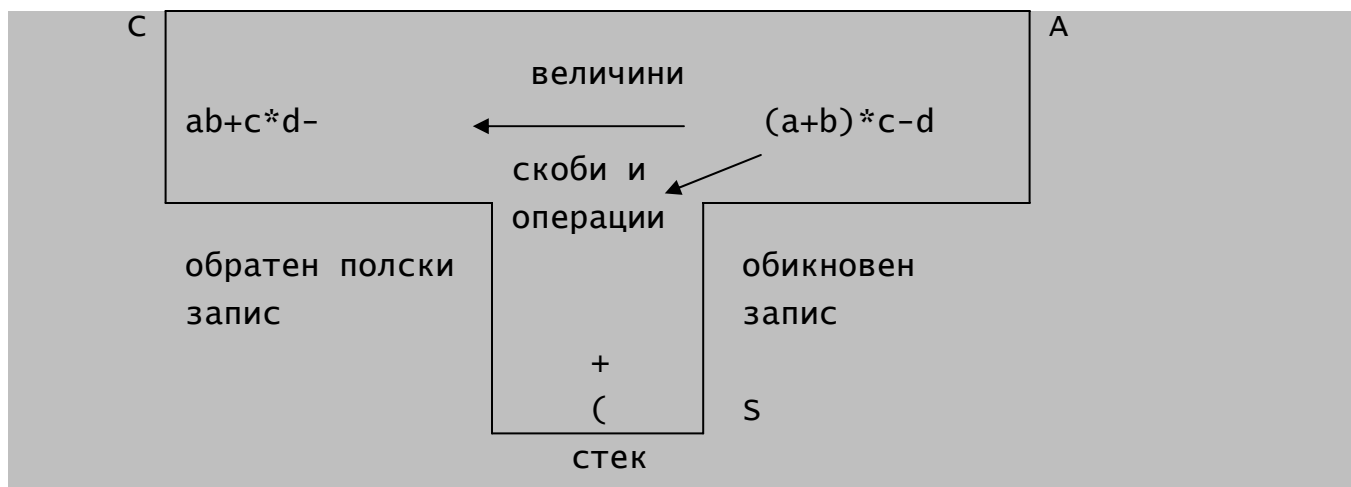 C
A
величини
ab+c*d-
(a+b)*c-d
скоби и
операции
обратен полски
запис
обикновен
запис
+
(
S
стек